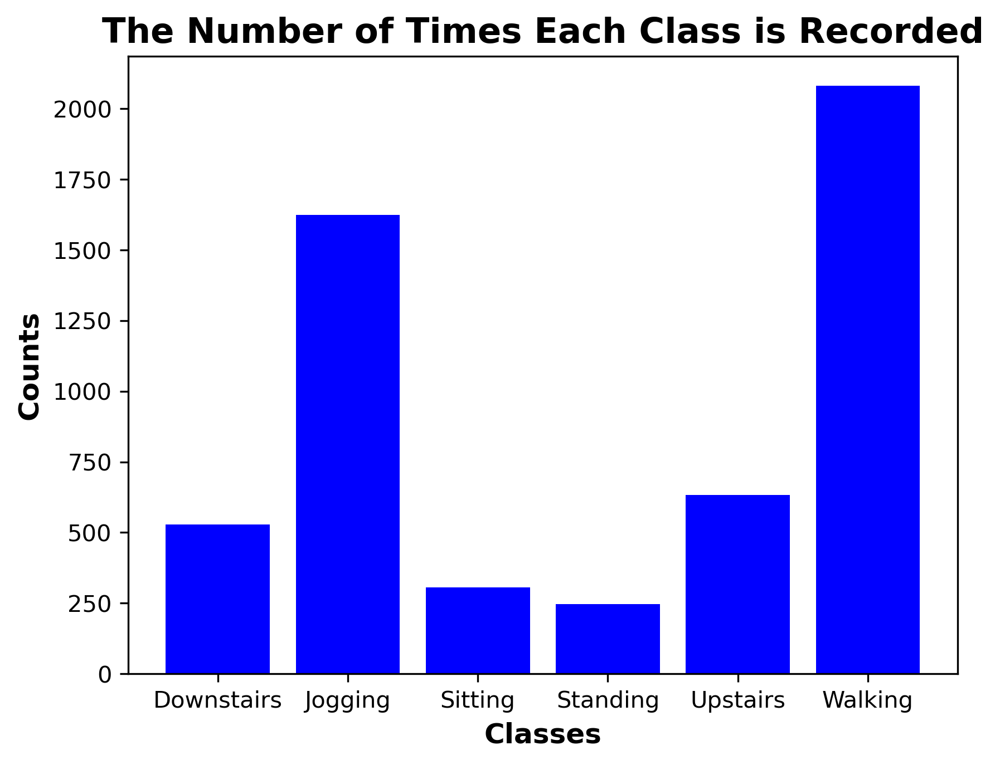 The Number of Times Each Class is Recorded
Counts
2000
1750
1500
1250
1000
750
500
250
0
Downstairs Jogging Sitting Standing Upstairs Walking
Classes